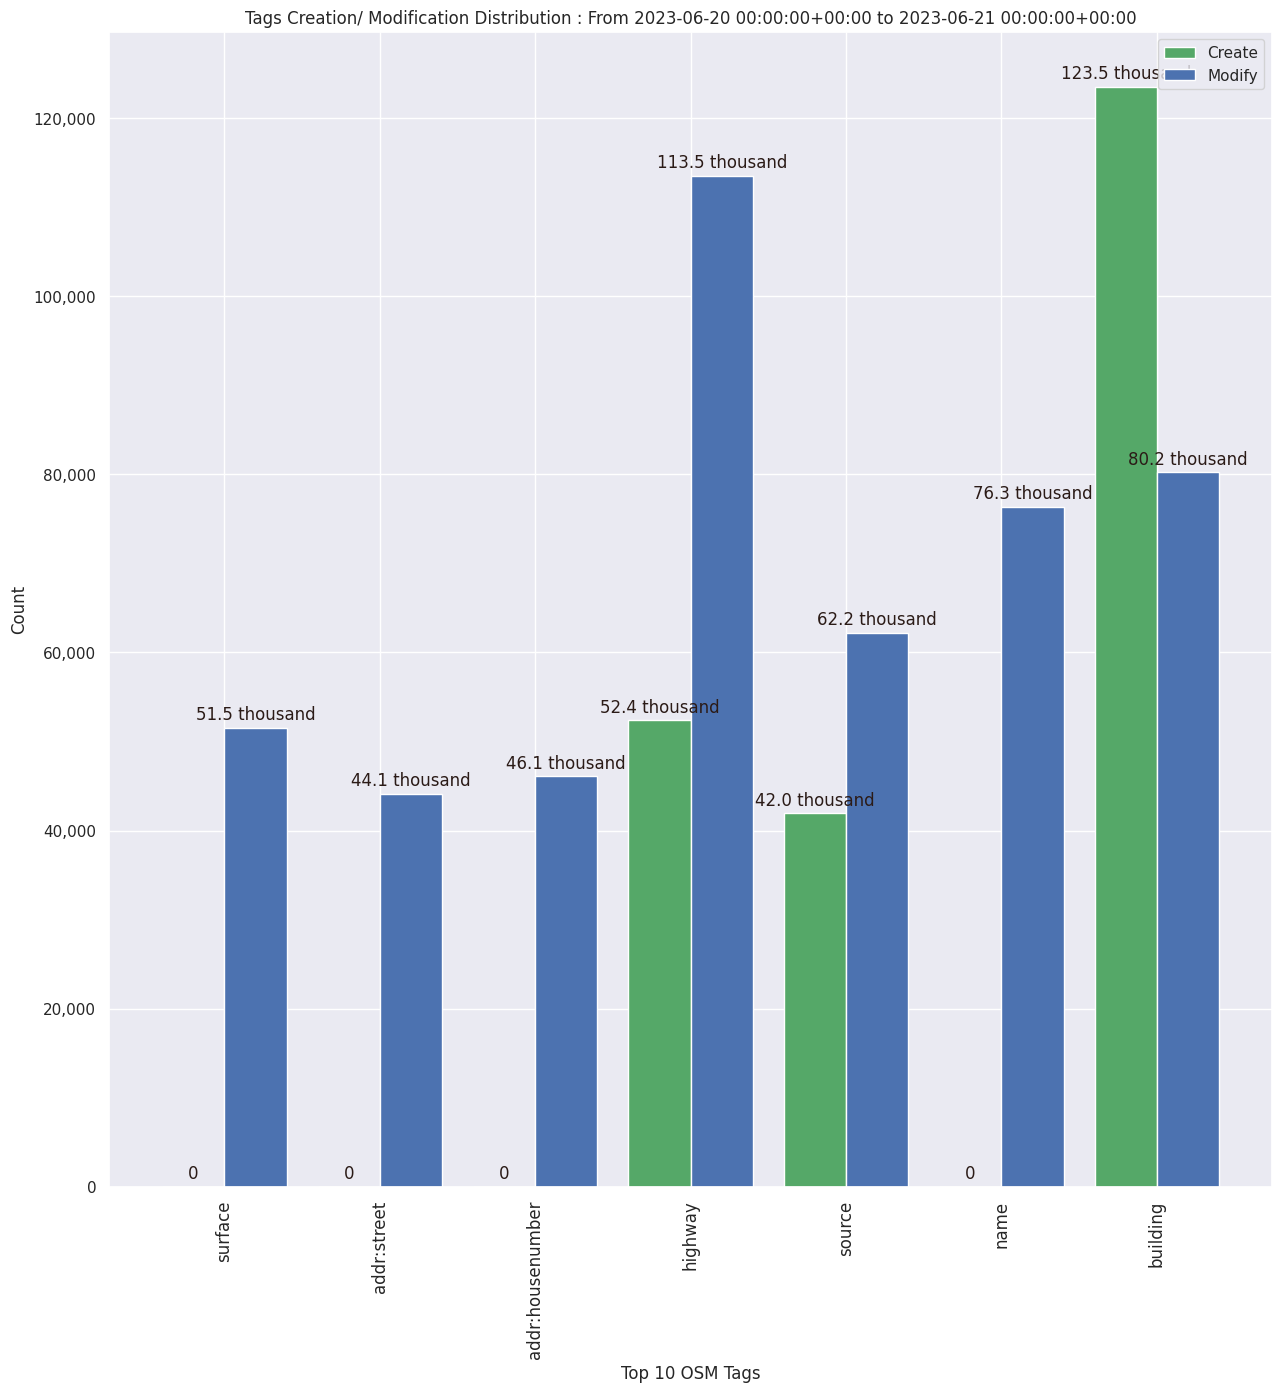 Tags Creation/ Modification Distribution : From 2023-06-20 00:00:00+00:00 to 2023-06-21 00:00:00+00:00
Create
Modify
123.5
120,000
113.5 thousand
100,000
80,000
80.2 thousand
76.3 thousand
Count
62.2 thousand
60,000
52.4 thousand
51.5 thousand
46.1 thousand
44.1 thousand
42.0 thousand
40,000
20,000
0
0
0
0
0
surface
addr:street
addr:housenumber
highway
source
name
building
Top 10 OSM Tags